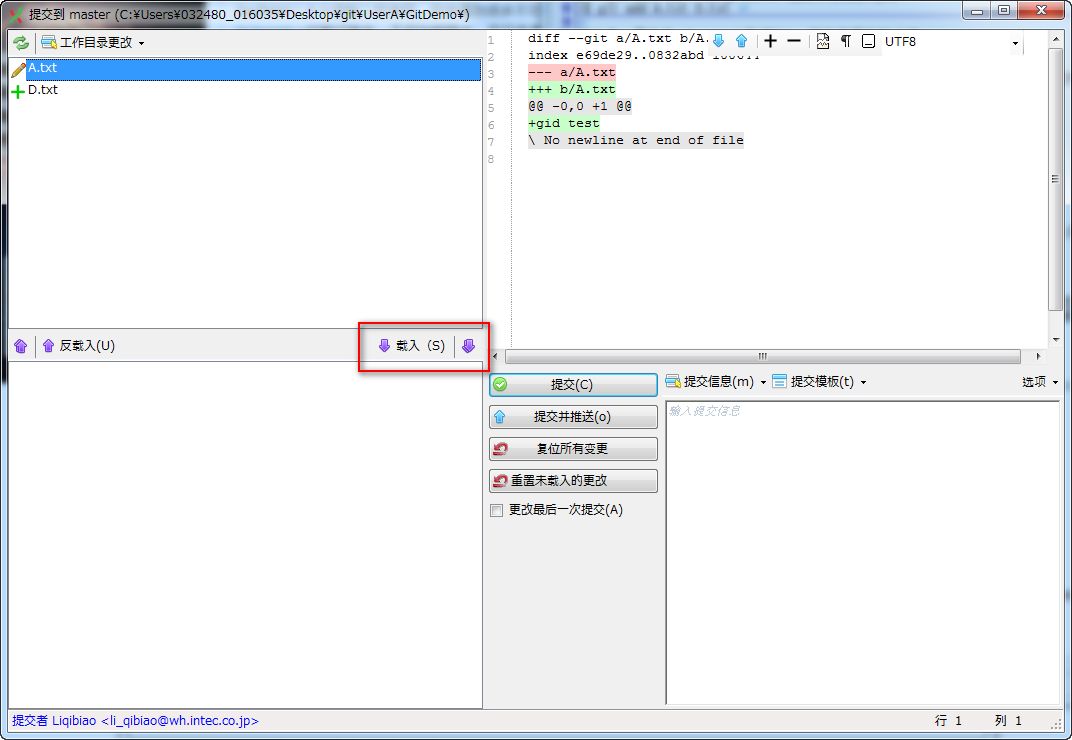 提交到 master (C:¥Users¥032480_016035¥Desktop¥git¥UserA¥GitDemo¥)
工作目录更改
A.txt
D.txt
反载入(U)
载入（S)
1 diff --git a/A.txt b/A.
UTF8
2 index e69de29..0832abd
3 --- a/A.txt
4 +++ b/A.txt
5 @@ -0,0 +1 @@
6 +gid test
7 \ No newline at end of file
8
提交(C)
提交并推送(o)
复位所有变更
重置未载入的更改
更改最后一次提交(A)
提交信息(m) 提交模板(t) 选项
输入提交信息
提交者 Liqibiao <li_qibiao@wh.intec.co.jp>
行 1 列 1